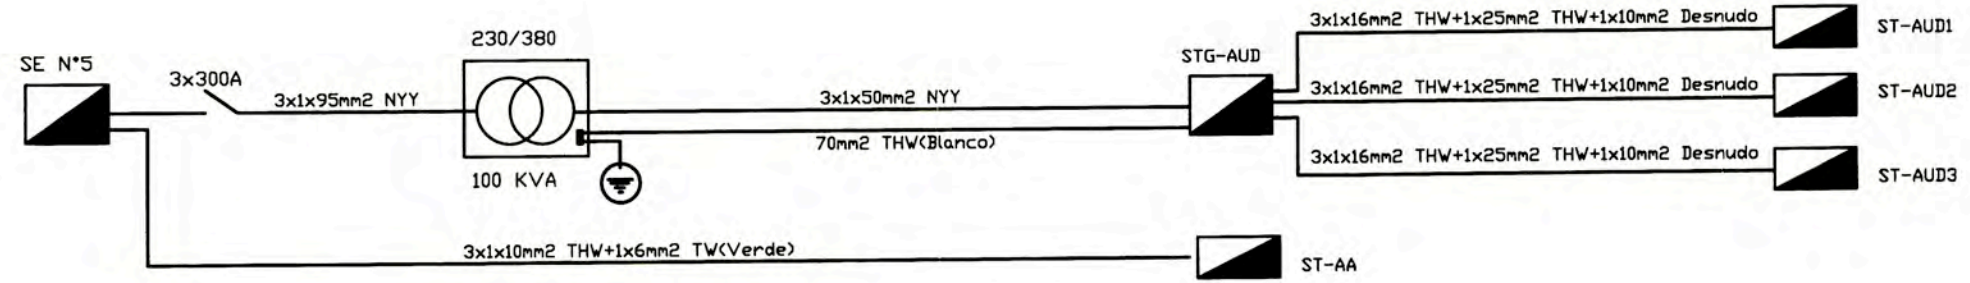 SE N°5
3x300A
3x1x95mm2 NYY
230/380
100 KVA
3x1x50mm2 NYY
70mm2 THW(Blanco)
STG-AUD
3x1x16mm2 THW+1x25mm2 THW+1x10mm2 Desnudo
ST-AUD1
3x1x16mm2 THW+1x25mm2 THW+1x10mm2 Desnudo
ST-AUD2
3x1x16mm2 THW+1x25mm2 THW+1x10mm2 Desnudo
ST-AUD3
3x1x10mm2 THW+1x6mm2 TW(Verde)
ST-AA